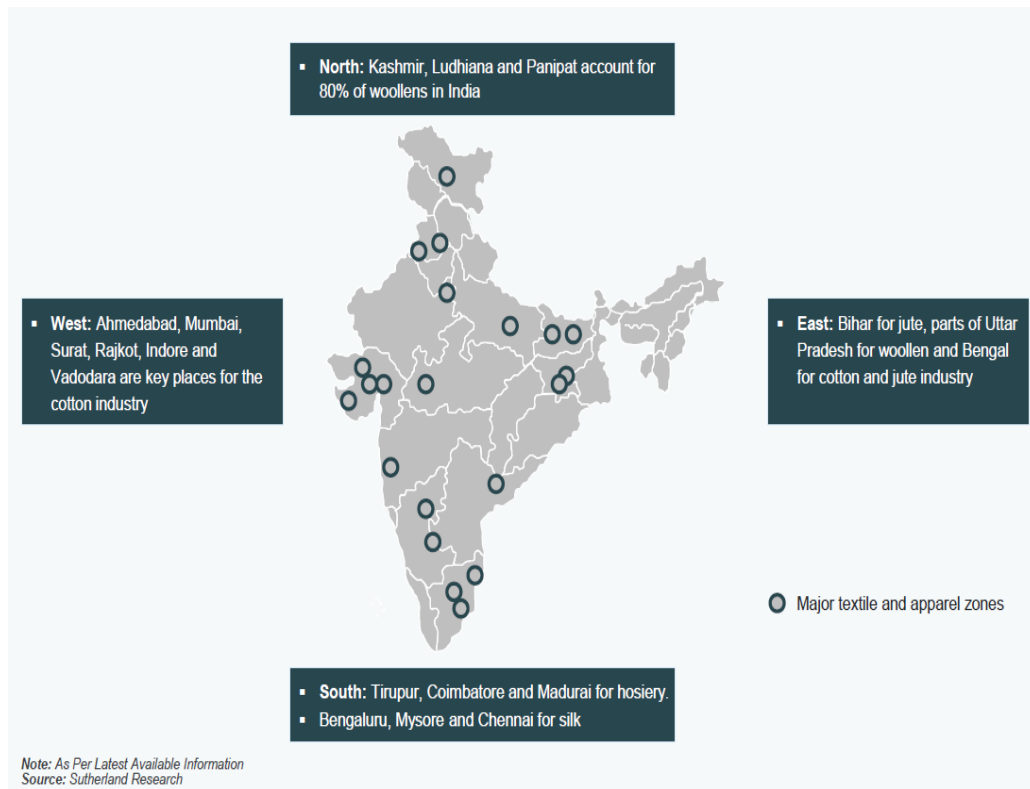 ▪ North: Kashmir, Ludhiana and Panipat account for
80% of woollens in India
▪ West: Ahmedabad, Mumbai,
Surat, Rajkot, Indore and
Vadodara are key places for the
cotton industry
▪ East: Bihar for jute, parts of Uttar
Pradesh for woollen and Bengal
for cotton and jute industry
Major textile and apparel zones
▪ South: Tirupur, Coimbatore and Madurai for hosiery.
▪ Bengaluru, Mysore and Chennai for silk
Note: As Per Latest Available Information
Source: Sutherland Research